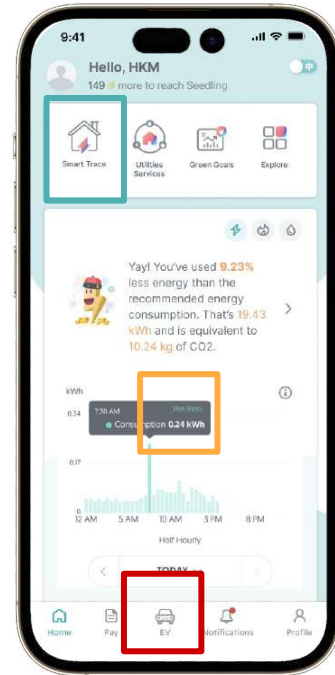 9:41
Hello, HKM
149 more to reach Seedling
中
Smart Trace
Utilities
Services
Green Goals
Explore
Yay! You've used 9.23%
less energy than the
recommended energy
consumption. That's 19.43
kWh and is equivalent to
10.24 kg of CO2.
kWh
0.34
7:30 AM
View More
Consumption 0.24 kWh
0.17
0
12 AM 5 AM 10 AM 3 PM 8 PM
Half Hourly
TODAY
Home Pay EV Notifications Profile